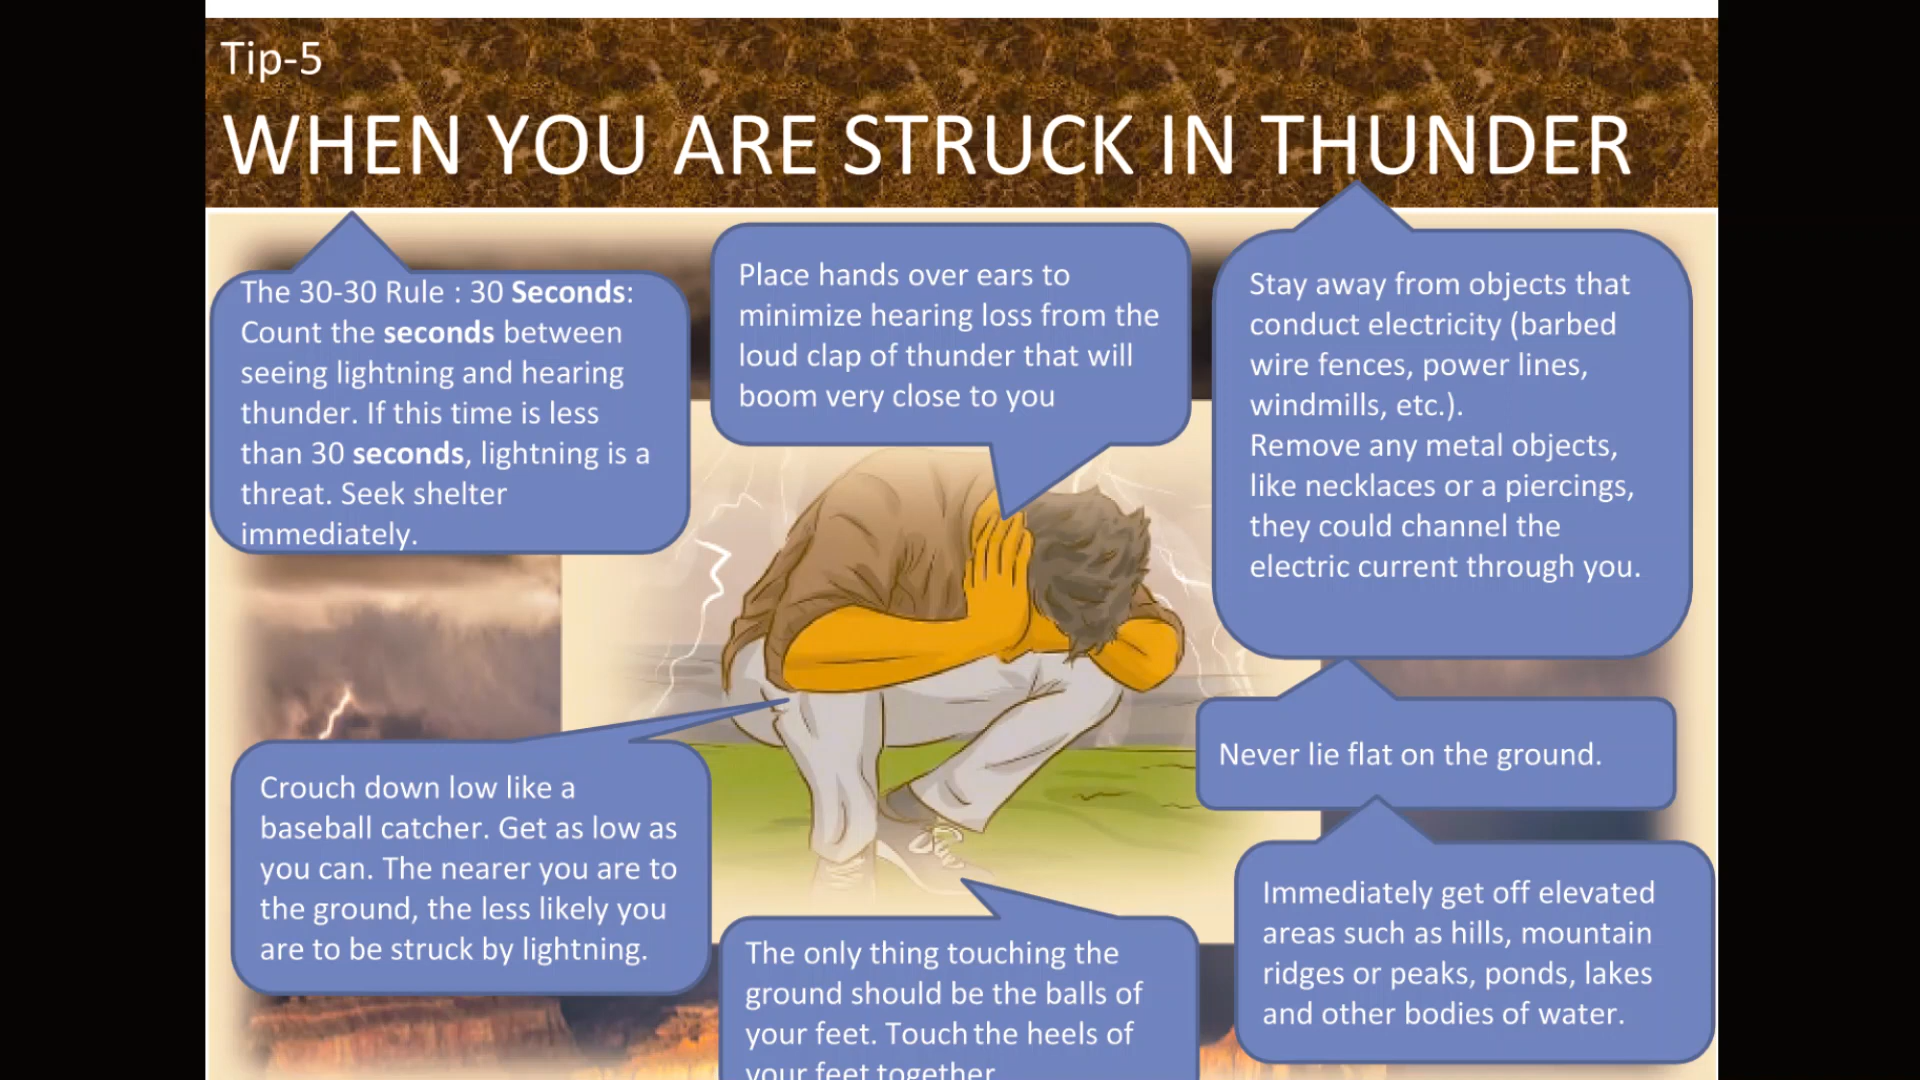 Tip-5
WHEN YOU ARE STRUCK IN THUNDER
The 30-30 Rule : 30 Seconds:
Count the seconds between
seeing lightning and hearing
thunder. If this time is less
than 30 seconds, lightning is a
threat. Seek shelter
immediately.
Place hands over ears to
minimize hearing loss from the
loud clap of thunder that will
boom very close to you
Stay away from objects that
conduct electricity (barbed
wire fences, power lines,
windmills, etc.).
Remove any metal objects,
like necklaces or a piercings,
they could channel the
electric current through you.
Never lie flat on the ground.
Crouch down low like a
baseball catcher. Get as low as
you can. The nearer you are to
the ground, the less likely you
are to be struck by lightning.
The only thing touching the
ground should be the balls of
your feet. Touch the heels of
your feet together
Immediately get off elevated
areas such as hills, mountain
ridges or peaks, ponds, lakes
and other bodies of water.